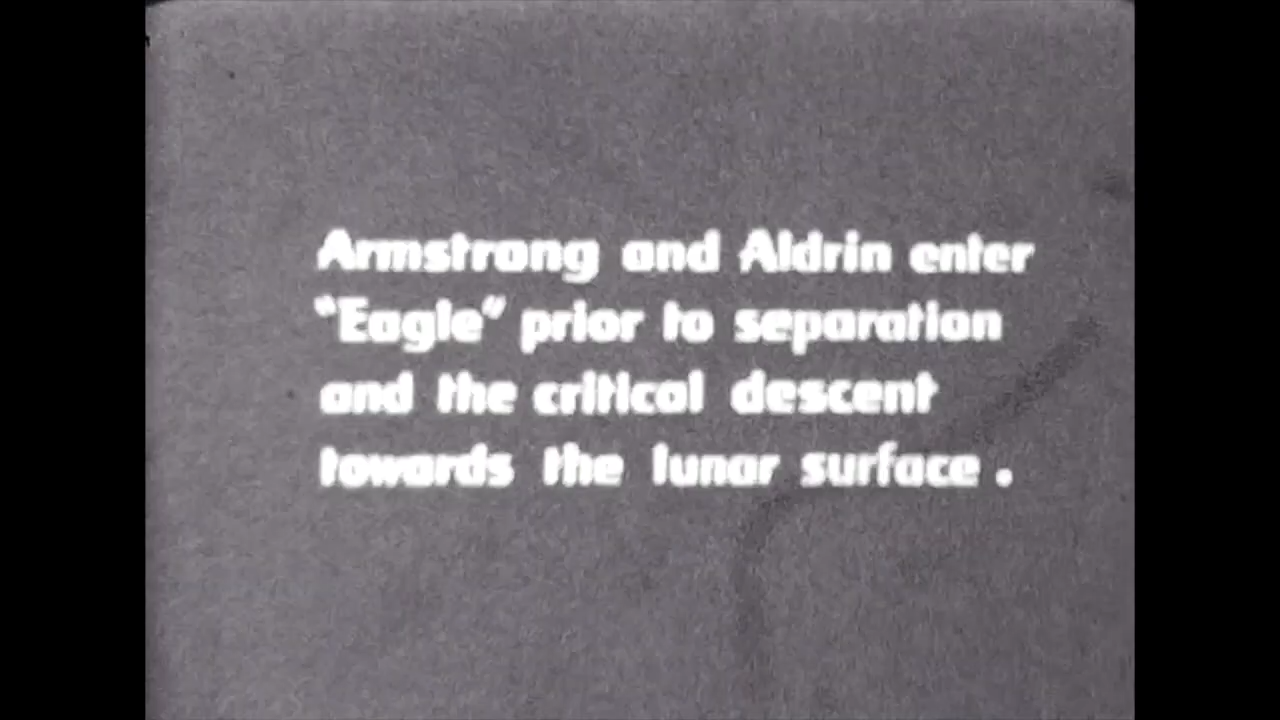 Armstrong and Aldrin enter
"Eagle" prior to separation
and the critical descent
towards the lunar surface .